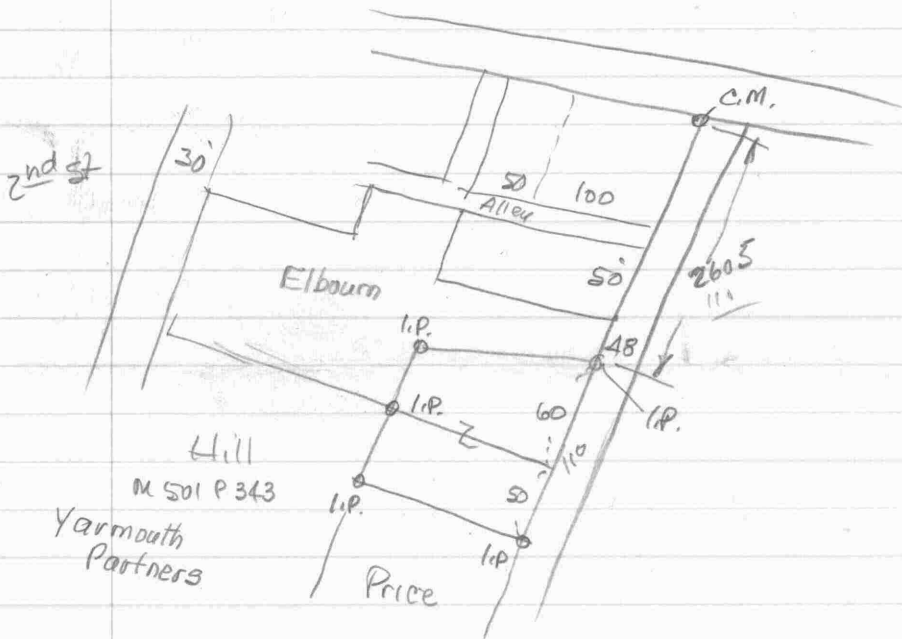 C.M.
2nd St
30'
50
100
Alley
50'
260.5
Elbourn
I.P.
48
I.P.
60
I.P.
Z
110
Hill
M 501 P 343
50
I.P.
Yarmouth
Partners
I.P.
Price